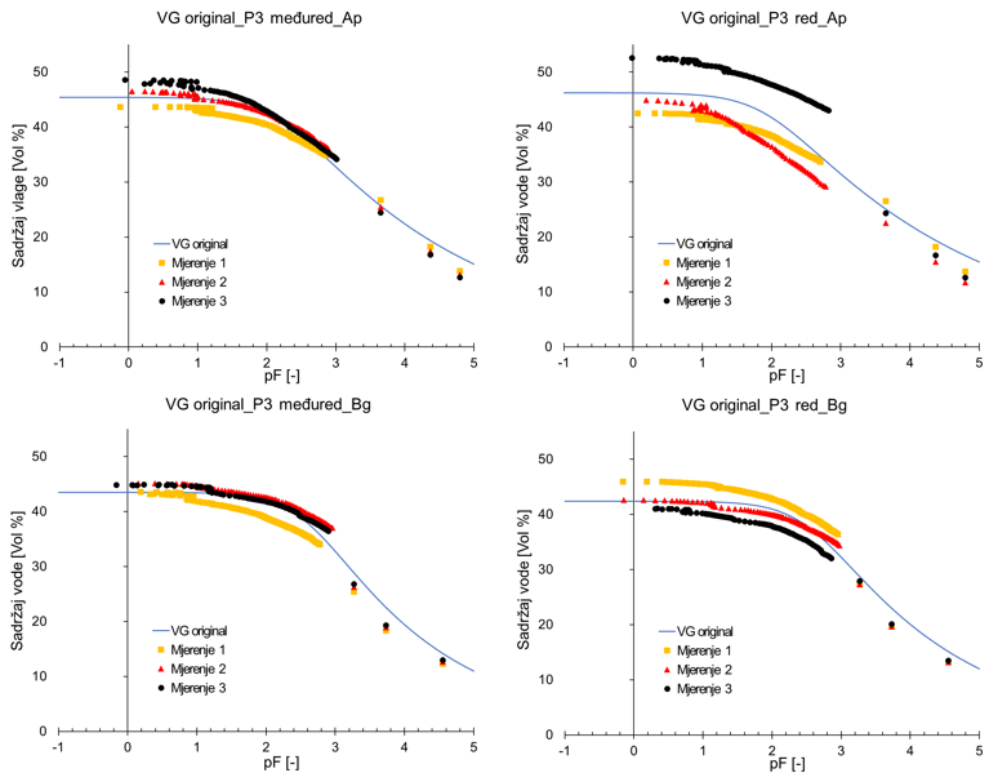 VG original_P3 međured_Ap
50
40
30
20
10
0
-1 0 1 2 3 4 5
Sadržaj vlage [Vol %]
pF [-]
VG original
Mjerenje 1
Mjerenje 2
Mjerenje 3
VG original_P3 red_Ap
50
40
30
20
10
0
-1 0 1 2 3 4 5
Sadržaj vode [Vol %]
pF [-]
VG original
Mjerenje 1
Mjerenje 2
Mjerenje 3
VG original_P3 međured_Bg
50
40
30
20
10
0
-1 0 1 2 3 4 5
Sadržaj vode [Vol %]
pF [-]
VG original
Mjerenje 1
Mjerenje 2
Mjerenje 3
VG original_P3 red_Bg
50
40
30
20
10
0
-1 0 1 2 3 4 5
Sadržaj vode [Vol %]
pF [-]
VG original
Mjerenje 1
Mjerenje 2
Mjerenje 3